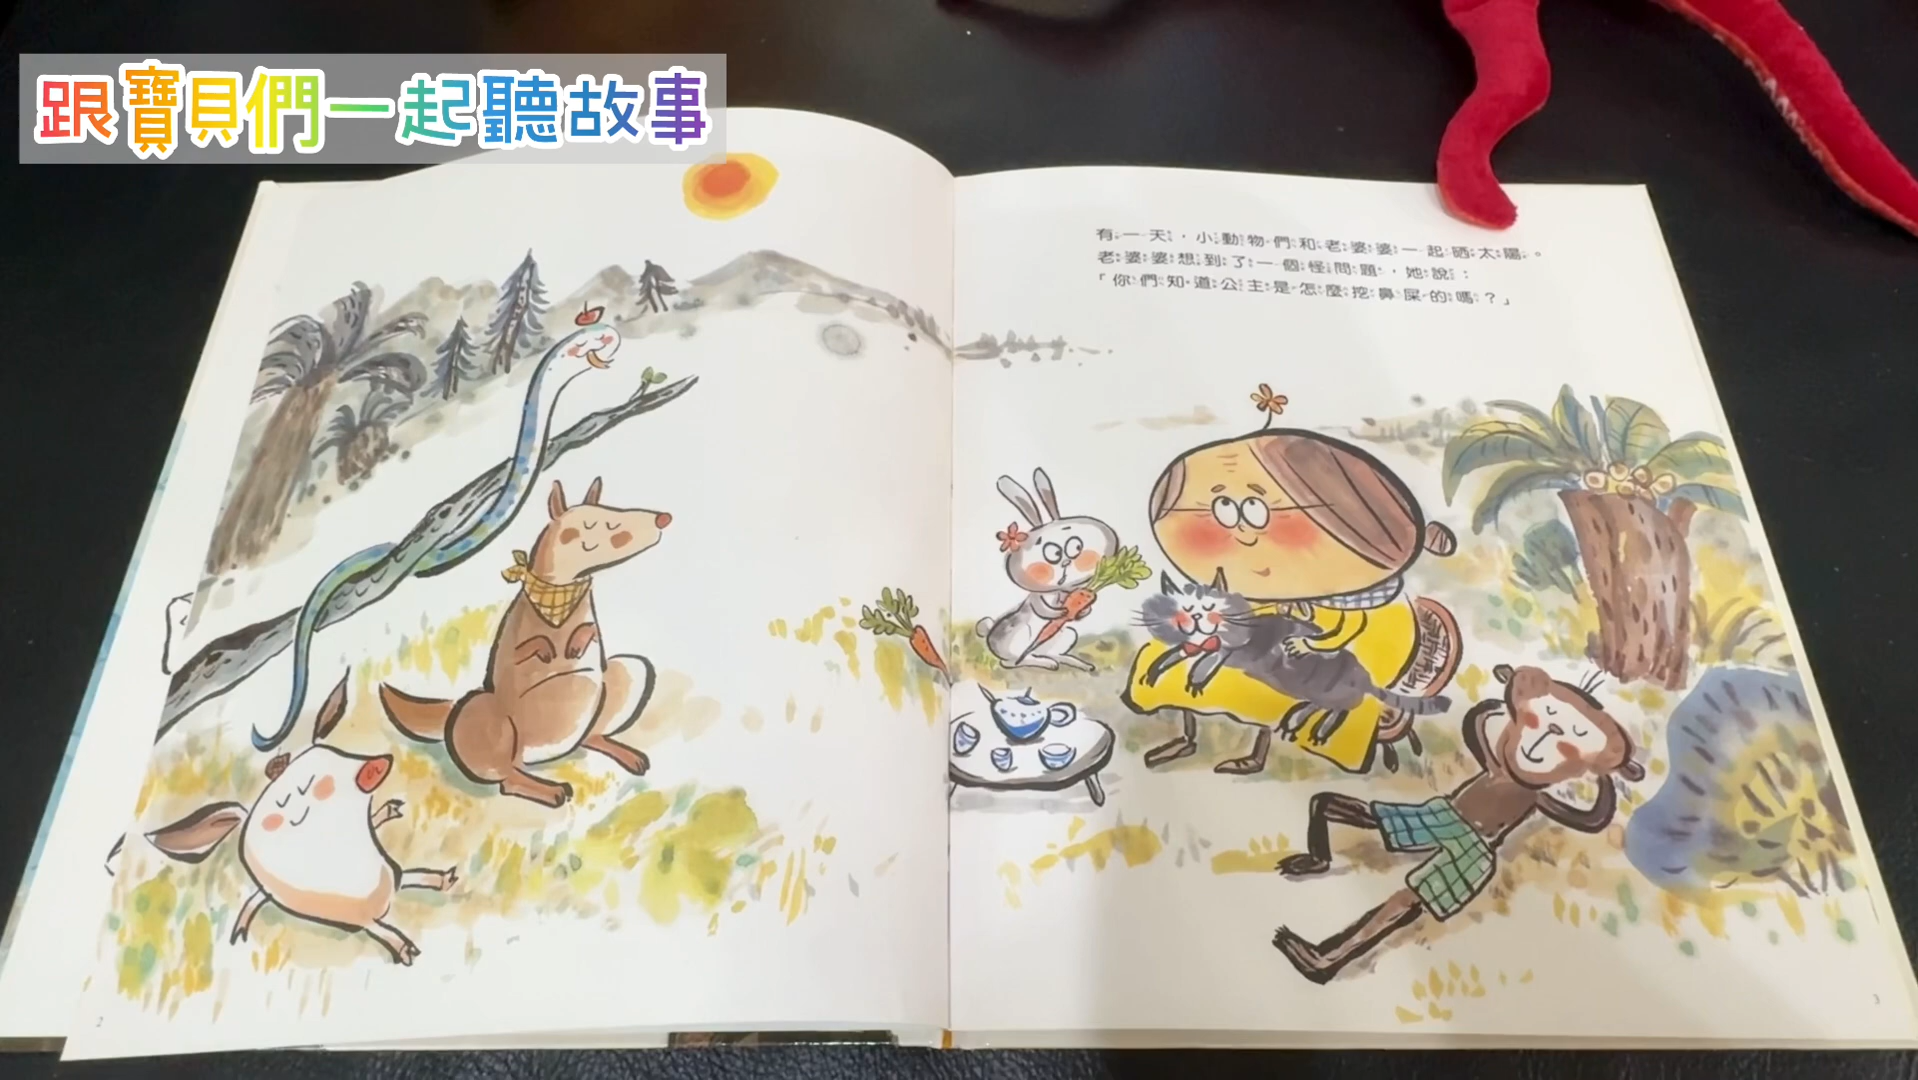 跟寶貝們一起聽故事
有一天，小動物們和老婆婆一起晒太陽。
老婆婆想到了一個怪問題，她說：
「你們知道公主是怎麼挖鼻屎的嗎？」
2
3